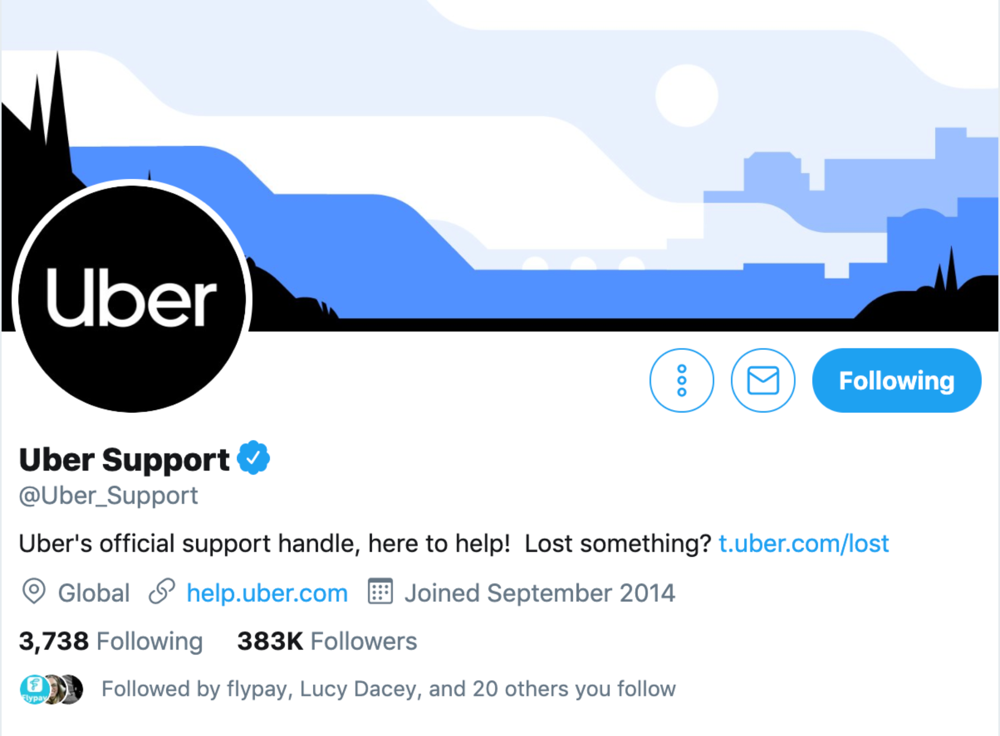 Uber
Following
Uber Support
@Uber_Support
Uber's official support handle, here to help!  Lost something? t.uber.com/lost
Global help.uber.com Joined September 2014
3,738 Following 383K Followers
Flypay
Followed by flypay, Lucy Dacey, and 20 others you follow